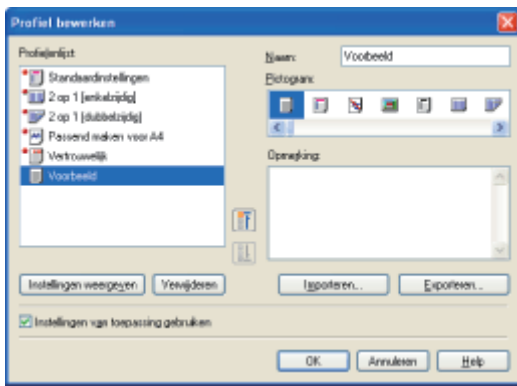 Profiel bewerken
Profielenlijst:
Standaardinstellingen
2 op 1 [enkelzijdig]
2 op 1 [dubbelzijdig]
Passend maken voor A4
Vertrouwelijk
Voorbeeld
Instellingen weergeven
Verwijderen
Naam:
Voorbeeld
Pictogram:
Opmerking:
Importeren...
Exporteren...
Instellingen van toepassing gebruiken
OK
Annuleren
Help